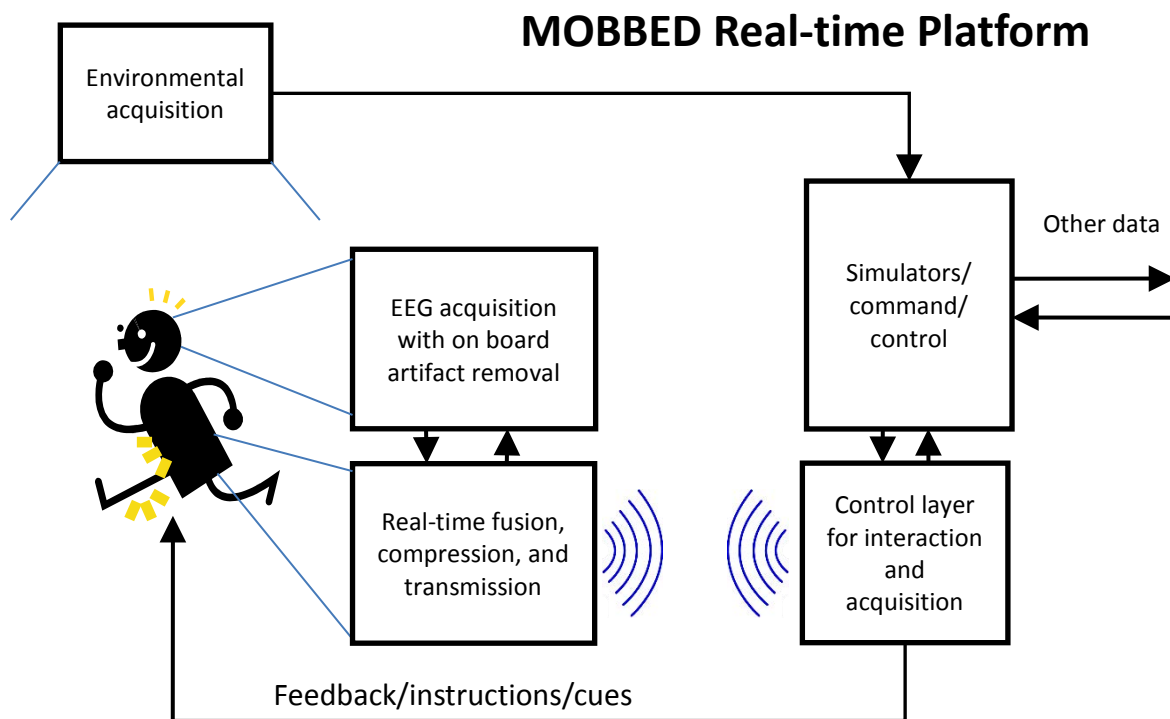 MOBBED Real-time Platform
Environmental
acquisition
Other data
Simulators/
command/
control
EEG acquisition
with on board
artifact removal
Real-time fusion,
compression, and
transmission
Control layer
for interaction
and
acquisition
Feedback/instructions/cues